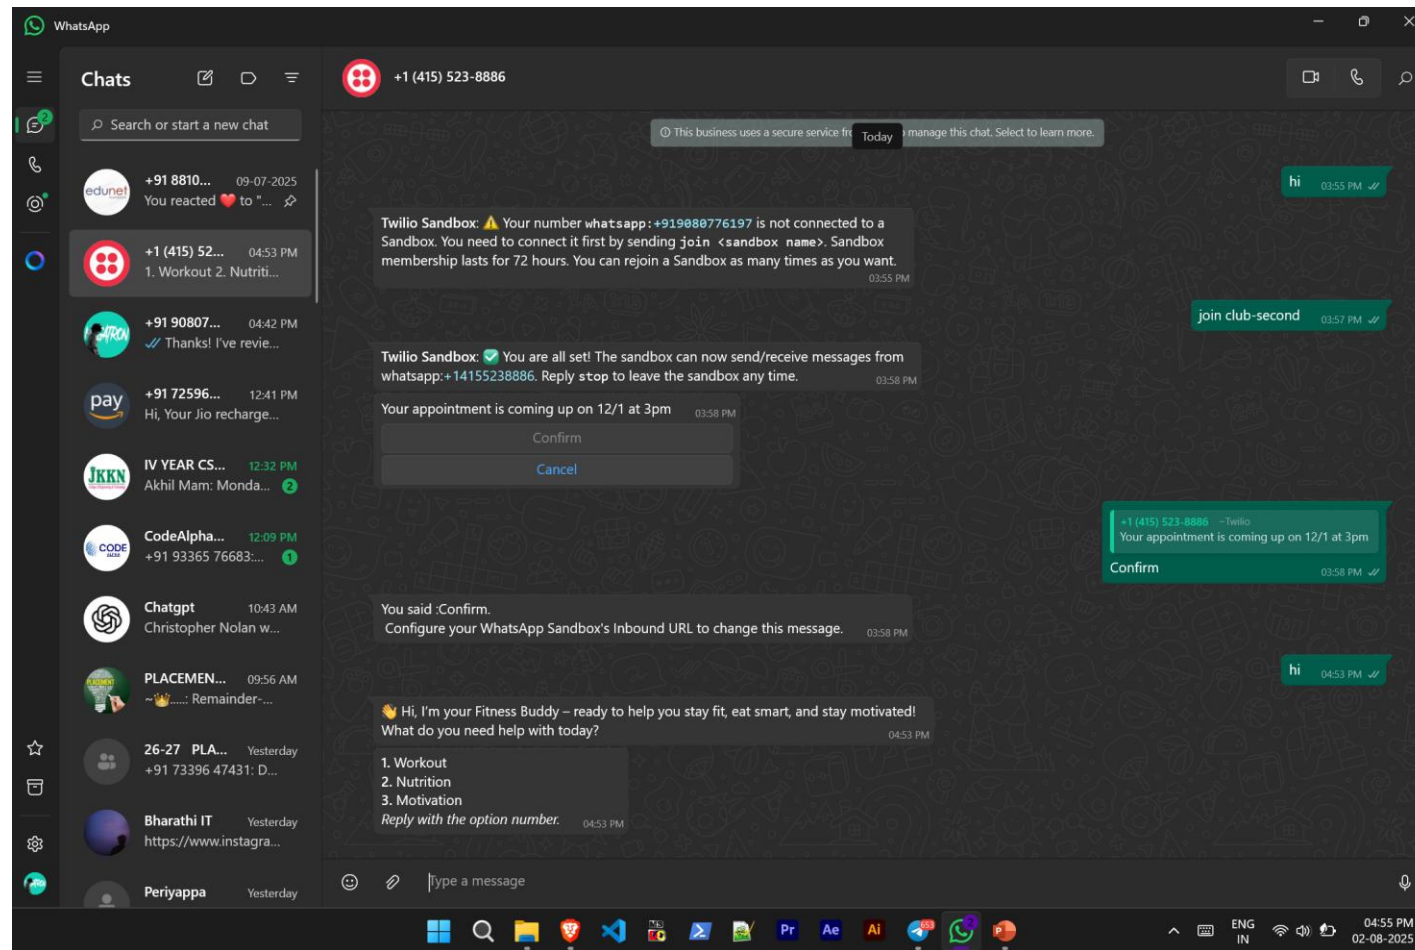 WhatsApp
Chats
Search or start a new chat
+91 8810... 09-07-2025
You reacted ❤️ to "...
edunet
+1 (415) 52... 04:53 PM
1. Workout 2. Nutriti...
+91 90807... 04:42 PM
Thanks! I've revie...
pay
+91 72596... 12:41 PM
Hi, Your Jio recharge...
JKKN
IV YEAR CS... 12:32 PM
Akhil Mam: Monda... 2
CODE
CodeAlpha... 12:09 PM
+91 93365 76683:... 1
Chatgpt 10:43 AM
Christopher Nolan w...
PLACEMEN... 09:56 AM
~👑....: Remainder-...
26-27 PLA... Yesterday
+91 73396 47431: D...
Bharathi IT Yesterday
https://www.instagra...
Periyappa Yesterday
2
+1 (415) 523-8886
This business uses a secure service manage this chat. Select to learn more.
Today
hi 03:55 PM
Twilio Sandbox: ⚠️ Your number whatsapp:+919080776197 is not connected to a
Sandbox. You need to connect it first by sending join <sandbox name>. Sandbox
membership lasts for 72 hours. You can rejoin a Sandbox as many times as you want.
03:55 PM
join club-second 03:57 PM
Twilio Sandbox: ✅ You are all set! The sandbox can now send/receive messages from
whatsapp:+14155238886. Reply stop to leave the sandbox any time. 03:58 PM
Your appointment is coming up on 12/1 at 3pm 03:58 PM
Confirm
Cancel
+1 (415) 523-8886 ~Twilio
Your appointment is coming up on 12/1 at 3pm
Confirm 03:58 PM
You said :Confirm.
Configure your WhatsApp Sandbox's Inbound URL to change this message. 03:58 PM
hi 04:53 PM
👋 Hi, I'm your Fitness Buddy – ready to help you stay fit, eat smart, and stay motivated!
What do you need help with today? 04:53 PM
1. Workout
2. Nutrition
3. Motivation
Reply with the option number. 04:53 PM
Type a message
Pr Ae Ai 653 2
ENG
IN
04:55 PM
02-08-2025